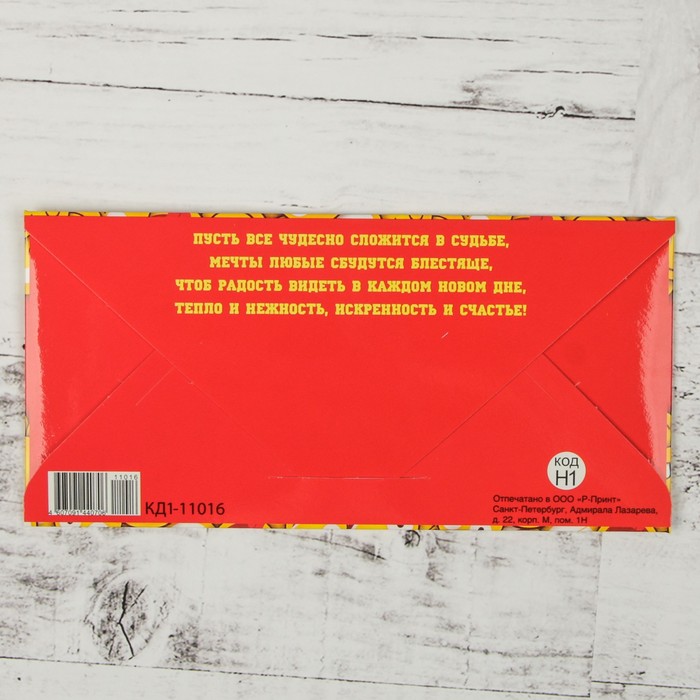 ПУСТЬ ВСЕ ЧУДЕСНО СЛОЖИТСЯ В СУДЬБЕ,
МЕЧТЫ ЛЮБЫЕ СБУДУТСЯ БЛЕСТЯЩЕ,
ЧТОБ РАДОСТЬ ВИДЕТЬ В КАЖДОМ НОВОМ ДНЕ,
ТЕПЛО И НЕЖНОСТЬ, ИСКРЕННОСТЬ И СЧАСТЬЕ!
КОД
Н1
11016
КД1-11016
Отпечатано в ООО «Р-Принт»
Санкт-Петербург, Адмирала Лазарева,
д. 22, корп. М, пом. 1Н